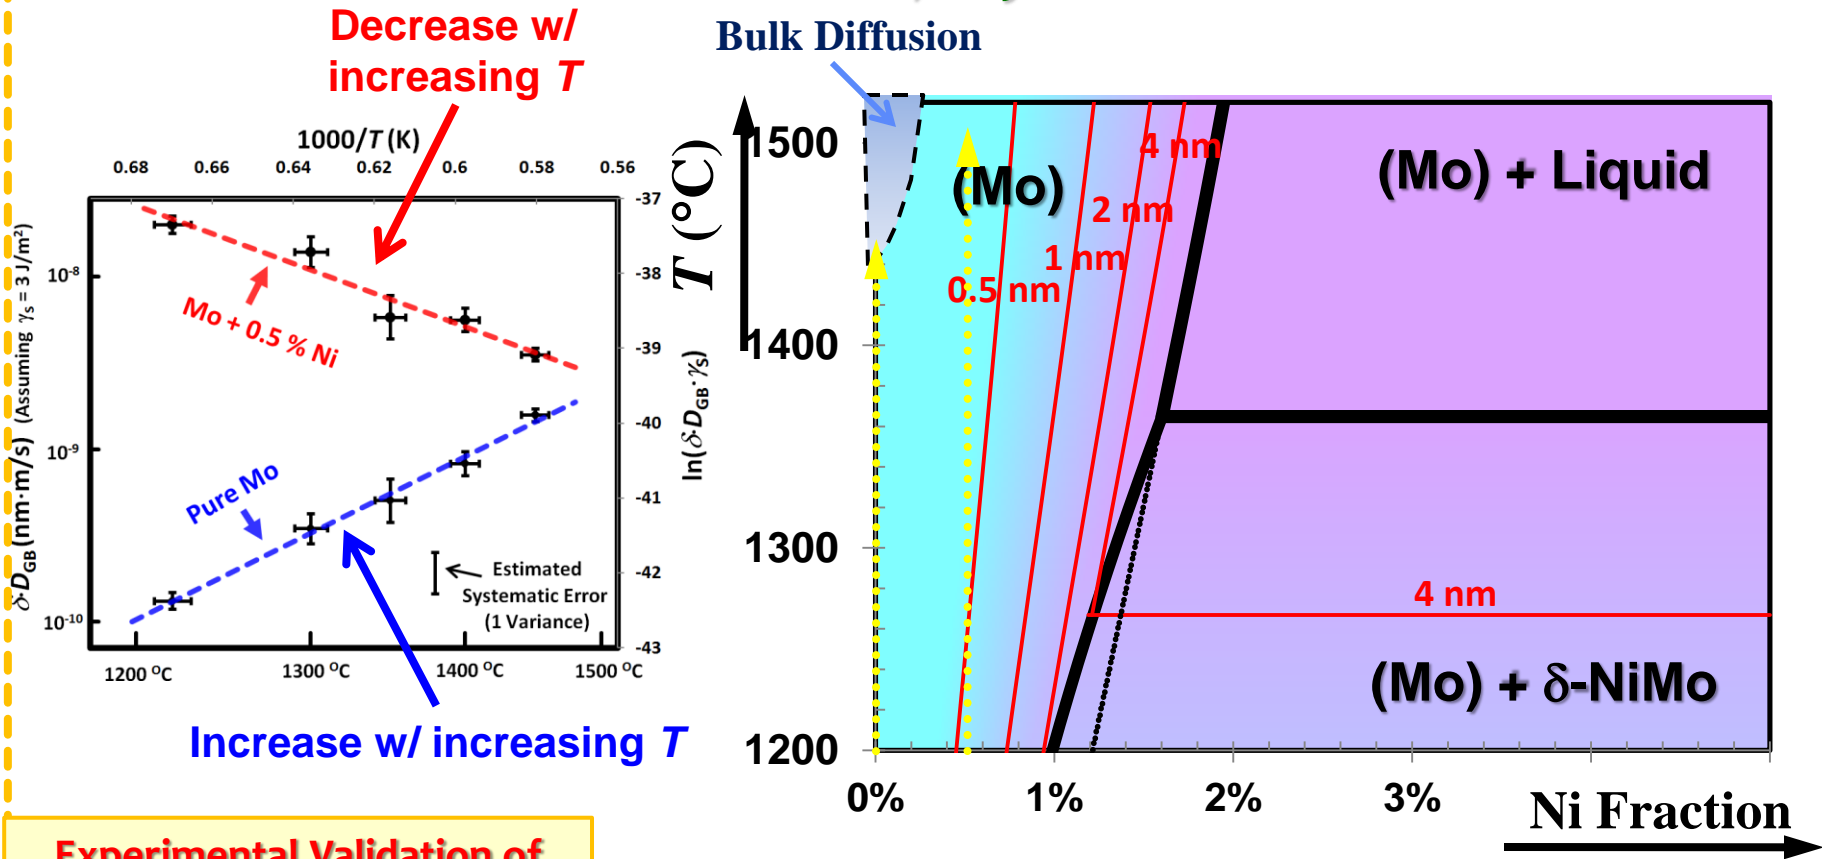 Decrease w/
increasing T
1000/T (K)
0.68 0.66 0.64 0.62 0.6 0.58 0.56
δ·DGB (nm·m/s) (Assuming γs = 3 J/m²)
10-8
10-9
10-10
-37
-38
-39
-40
-41
-42
-43
ln(δ·DGB·γs)
Mo + 0.5 % Ni
Pure Mo
Estimated
Systematic Error
(1 Variance)
1200 °C 1300 °C 1400 °C 1500 °C
Increase w/ increasing T
Experimental Validation of
Bulk Diffusion
T (°C)
1500
1400
1300
1200
(Mo)
4 nm
2 nm
1 nm
0.5 nm
(Mo) + Liquid
4 nm
(Mo) + δ-NiMo
0% 1% 2% 3%
Ni Fraction